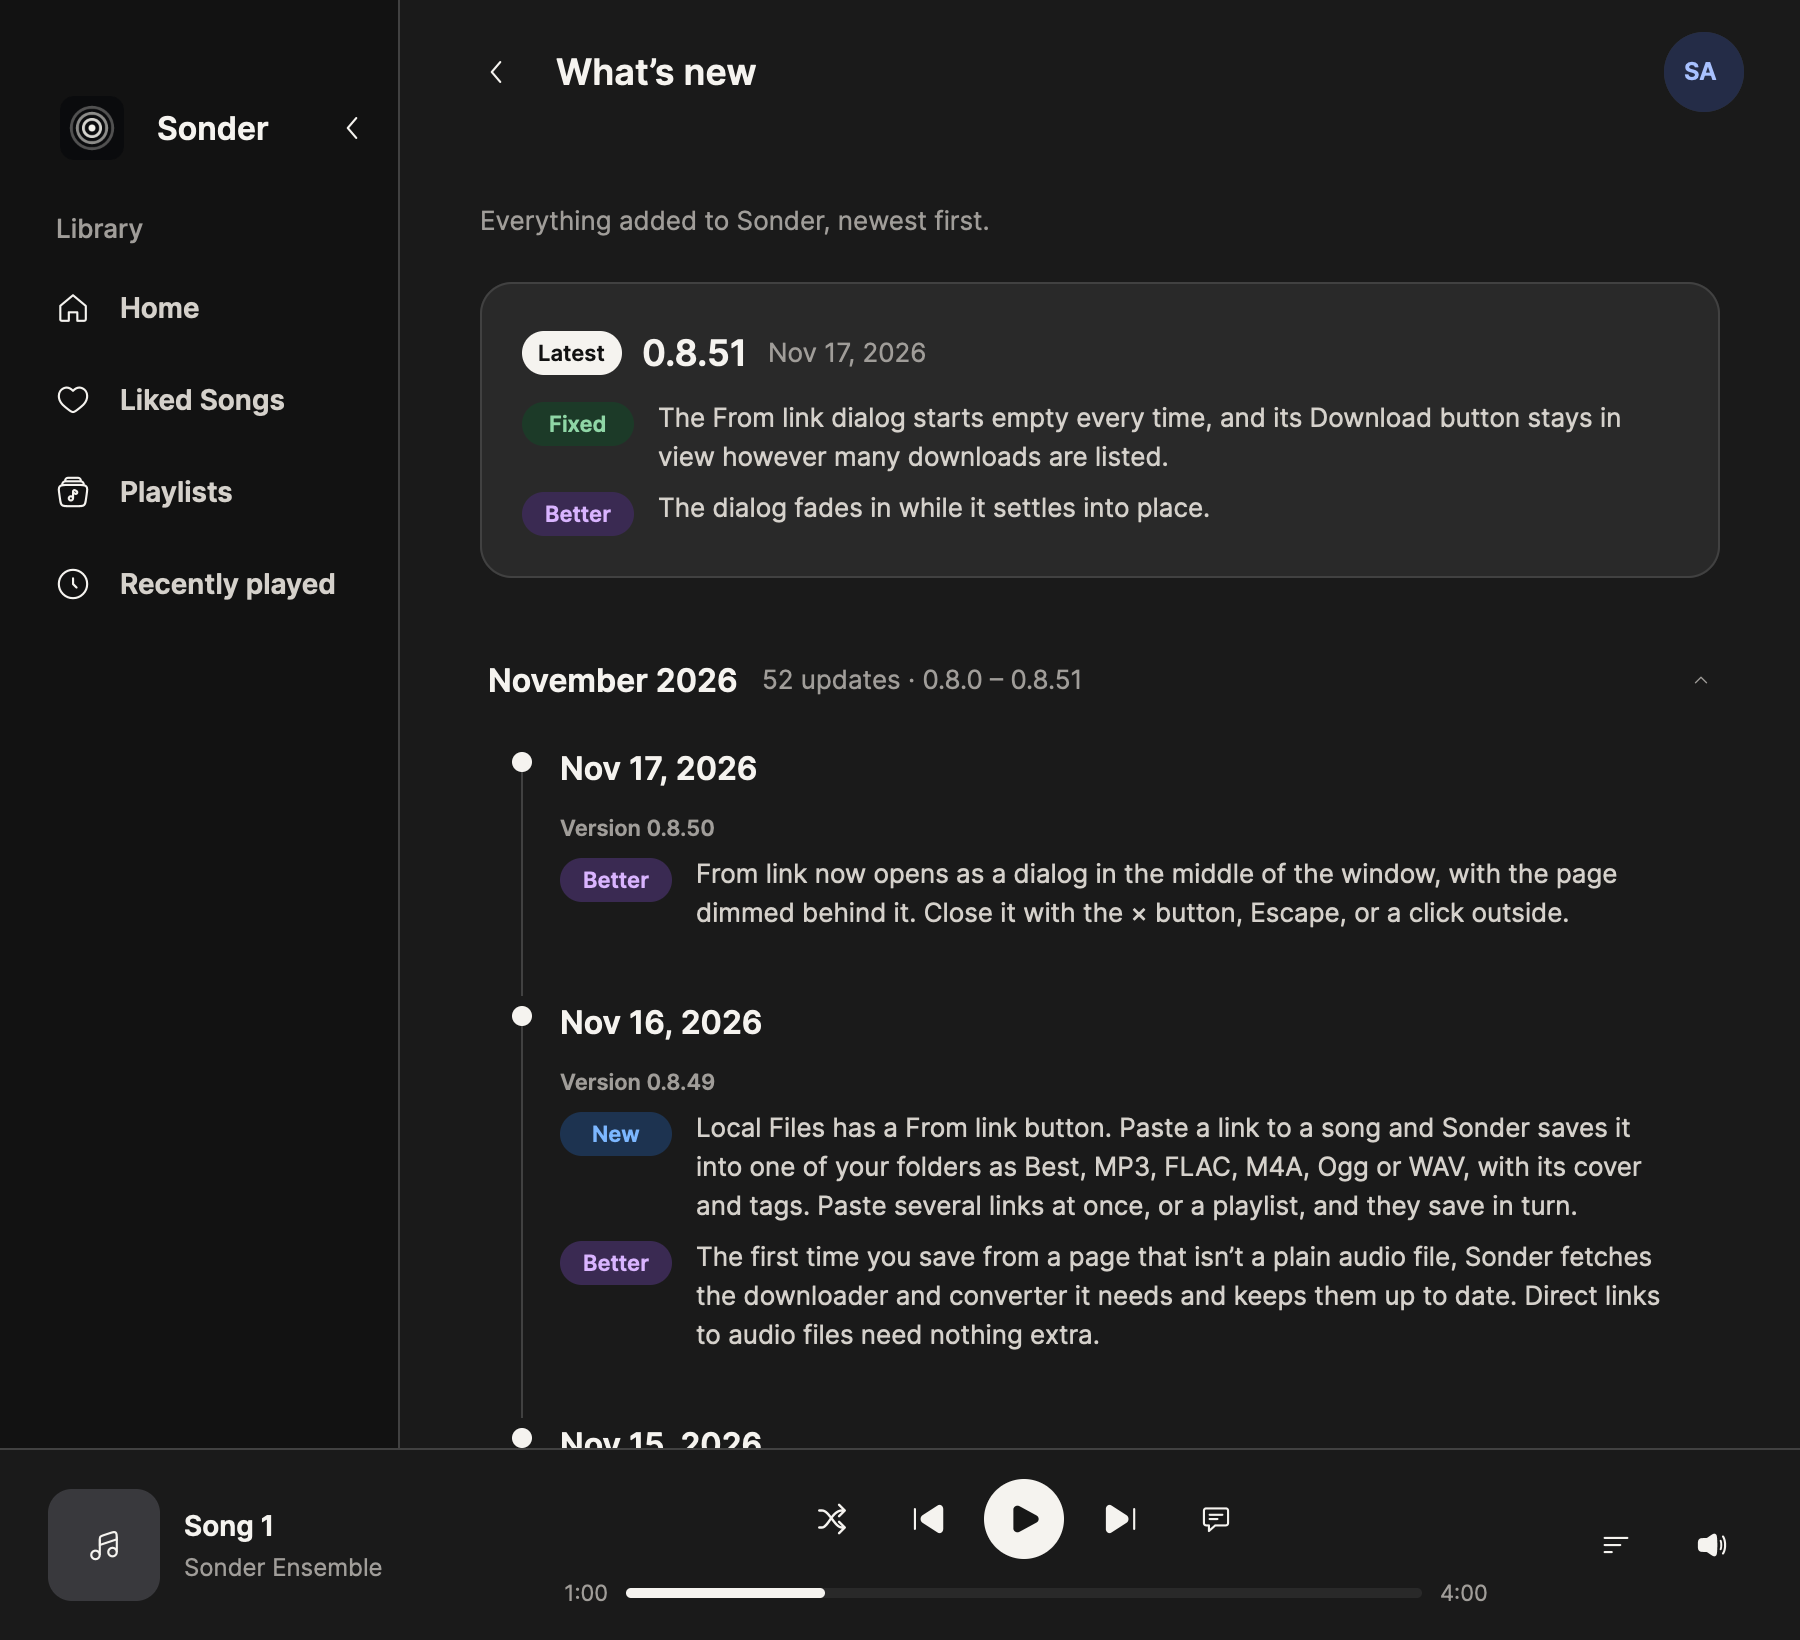 Sonder
Library
Home
Liked Songs
Playlists
Recently played
What’s new
SA
Everything added to Sonder, newest first.
Latest 0.8.51 Nov 17, 2026
Fixed The From link dialog starts empty every time, and its Download button stays in
view however many downloads are listed.
Better The dialog fades in while it settles into place.
November 2026 52 updates · 0.8.0 – 0.8.51
Nov 17, 2026
Version 0.8.50
Better From link now opens as a dialog in the middle of the window, with the page
dimmed behind it. Close it with the × button, Escape, or a click outside.
Nov 16, 2026
Version 0.8.49
New Local Files has a From link button. Paste a link to a song and Sonder saves it
into one of your folders as Best, MP3, FLAC, M4A, Ogg or WAV, with its cover
and tags. Paste several links at once, or a playlist, and they save in turn.
Better The first time you save from a page that isn’t a plain audio file, Sonder fetches
the downloader and converter it needs and keeps them up to date. Direct links
to audio files need nothing extra.
Nov 15, 2026
Song 1
Sonder Ensemble
1:00
4:00